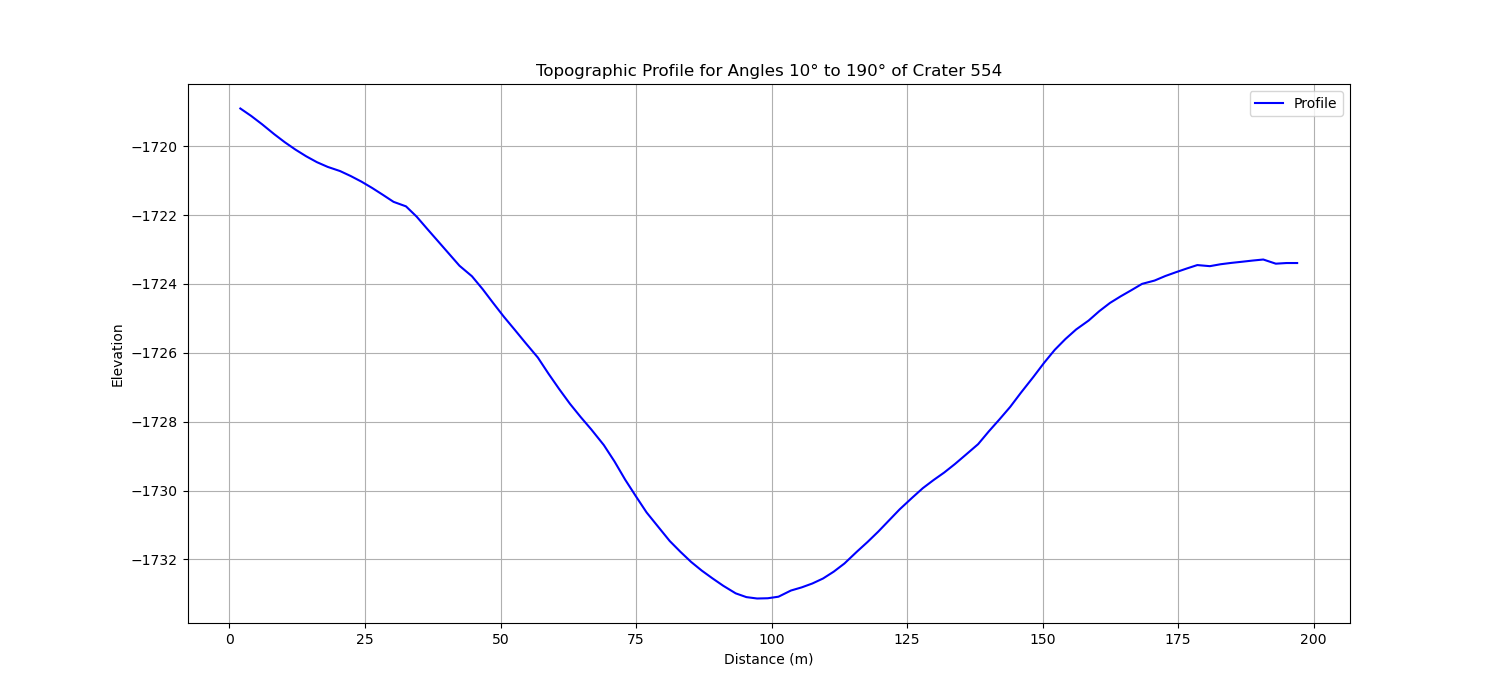 Topographic Profile for Angles 10° to 190° of Crater 554
Profile
−1720
−1722
−1724
−1726
−1728
−1730
−1732
Elevation
0 25 50 75 100 125 150 175 200
Distance (m)